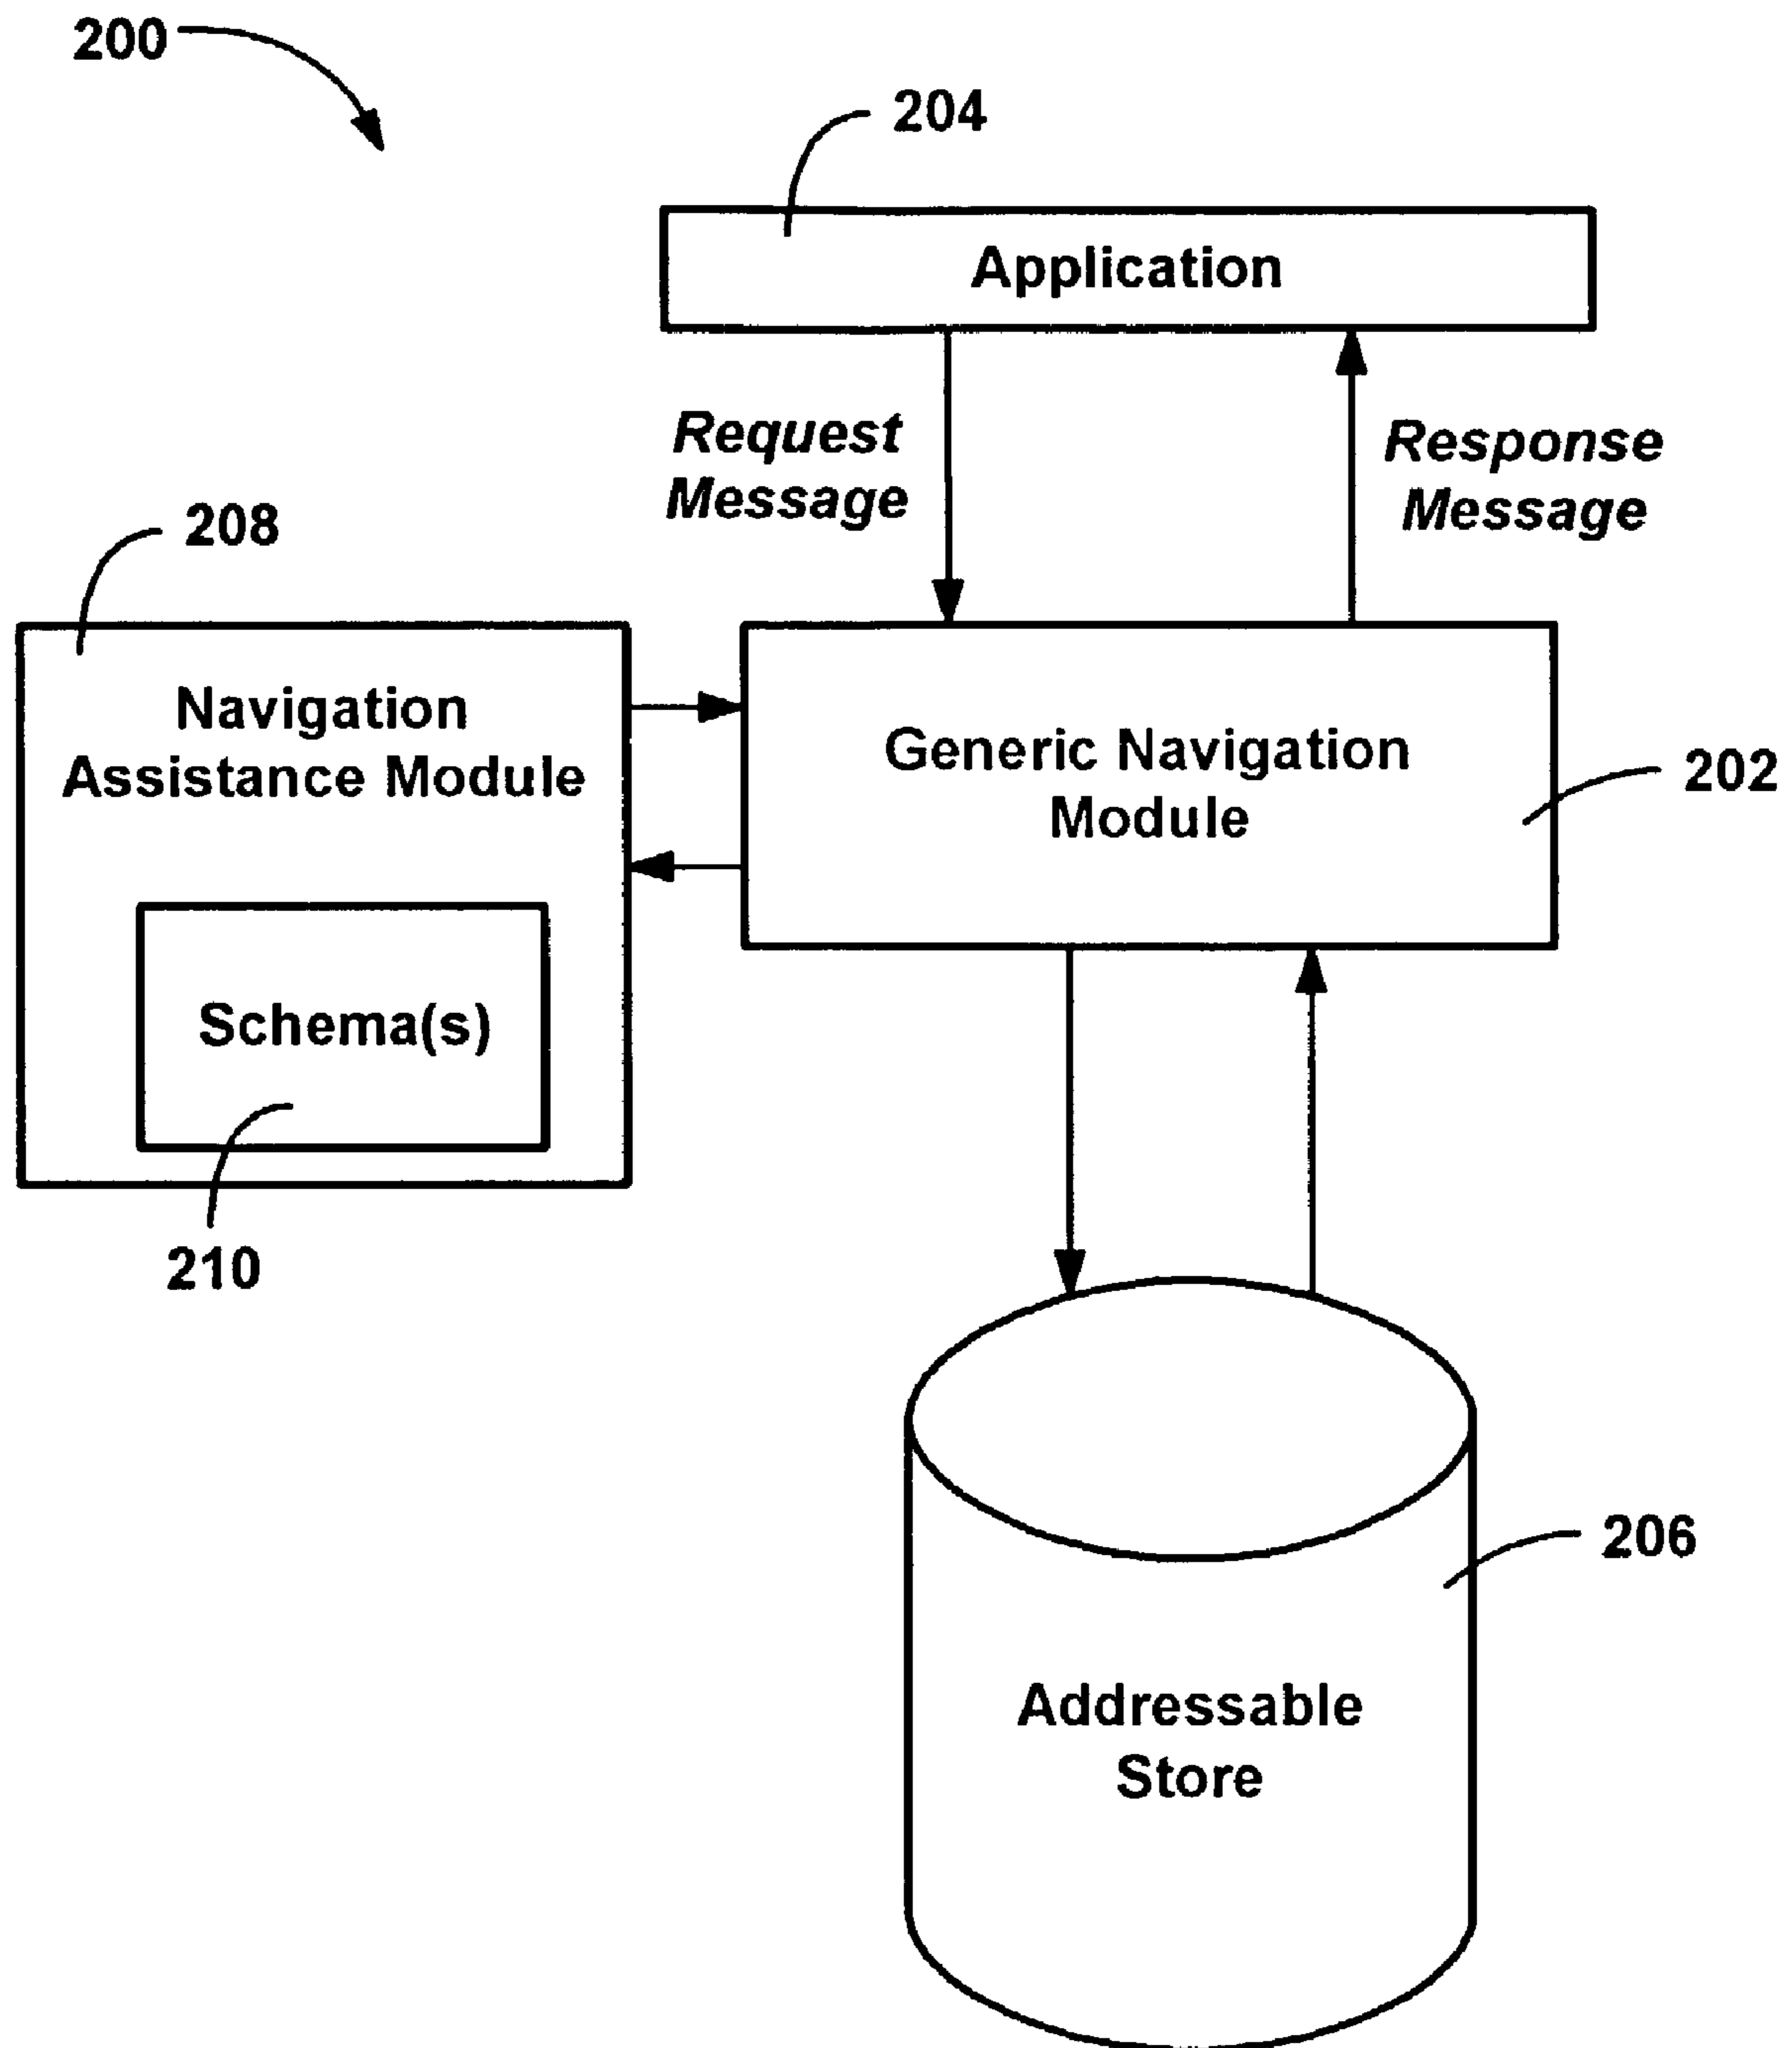 200
204
Application
Request
Message
Response
Message
208
Navigation
Assistance Module
Generic Navigation
Module
202
Schema(s)
210
206
Addressable
Store